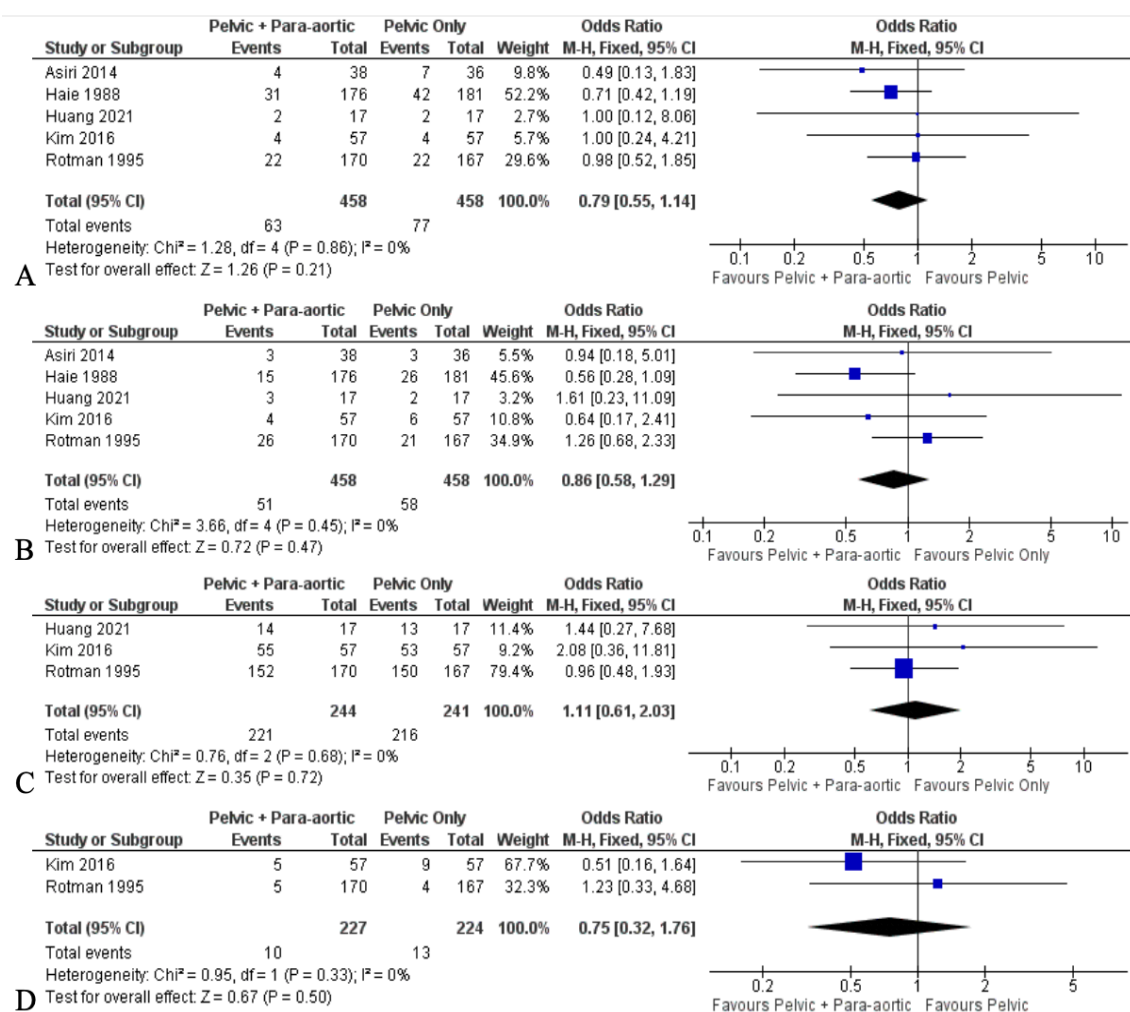 Pelvic + Para-aortic Pelvic Only Odds Ratio Odds Ratio
Study or Subgroup Events Total Events Total Weight M-H, Fixed, 95% CI M-H, Fixed, 95% CI
Asiri 2014 4 38 7 36 9.8% 0.49 [0.13, 1.83]
Haie 1988 31 176 42 181 52.2% 0.71 [0.42, 1.19]
Huang 2021 2 17 2 17 2.7% 1.00 [0.12, 8.06]
Kim 2016 4 57 4 57 5.7% 1.00 [0.24, 4.21]
Rotman 1995 22 170 22 167 29.6% 0.98 [0.52, 1.85]
Total (95% CI) 458 458 100.0% 0.79 [0.55, 1.14]
Total events 63 77
Heterogeneity: Chi² = 1.28, df = 4 (P = 0.86); I² = 0%
Test for overall effect: Z = 1.26 (P = 0.21)
0.1 0.2 0.5 1 2 5 10
Favours Pelvic + Para-aortic Favours Pelvic
A
Pelvic + Para-aortic Pelvic Only Odds Ratio Odds Ratio
Study or Subgroup Events Total Events Total Weight M-H, Fixed, 95% CI M-H, Fixed, 95% CI
Asiri 2014 3 38 3 36 5.5% 0.94 [0.18, 5.01]
Haie 1988 15 176 26 181 45.6% 0.56 [0.28, 1.09]
Huang 2021 3 17 2 17 3.2% 1.61 [0.23, 11.09]
Kim 2016 4 57 6 57 10.8% 0.64 [0.17, 2.41]
Rotman 1995 26 170 21 167 34.9% 1.26 [0.68, 2.33]
Total (95% CI) 458 458 100.0% 0.86 [0.58, 1.29]
Total events 51 58
Heterogeneity: Chi² = 3.66, df = 4 (P = 0.45); I² = 0%
Test for overall effect: Z = 0.72 (P = 0.47)
0.1 0.2 0.5 1 2 5 10
Favours Pelvic + Para-aortic Favours Pelvic Only
B
Pelvic + Para-aortic Pelvic Only Odds Ratio Odds Ratio
Study or Subgroup Events Total Events Total Weight M-H, Fixed, 95% CI M-H, Fixed, 95% CI
Huang 2021 14 17 13 17 11.4% 1.44 [0.27, 7.68]
Kim 2016 55 57 53 57 9.2% 2.08 [0.36, 11.81]
Rotman 1995 152 170 150 167 79.4% 0.96 [0.48, 1.93]
Total (95% CI) 244 241 100.0% 1.11 [0.61, 2.03]
Total events 221 216
Heterogeneity: Chi² = 0.76, df = 2 (P = 0.68); I² = 0%
Test for overall effect: Z = 0.35 (P = 0.72)
0.1 0.2 0.5 1 2 5 10
Favours Pelvic + Para-aortic Favours Pelvic Only
C
Pelvic + Para-aortic Pelvic Only Odds Ratio Odds Ratio
Study or Subgroup Events Total Events Total Weight M-H, Fixed, 95% CI M-H, Fixed, 95% CI
Kim 2016 5 57 9 57 67.7% 0.51 [0.16, 1.64]
Rotman 1995 5 170 4 167 32.3% 1.23 [0.33, 4.68]
Total (95% CI) 227 224 100.0% 0.75 [0.32, 1.76]
Total events 10 13
Heterogeneity: Chi² = 0.95, df = 1 (P = 0.33); I² = 0%
Test for overall effect: Z = 0.67 (P = 0.50)
0.2 0.5 1 2 5
Favours Pelvic + Para-aortic Favours Pelvic
D